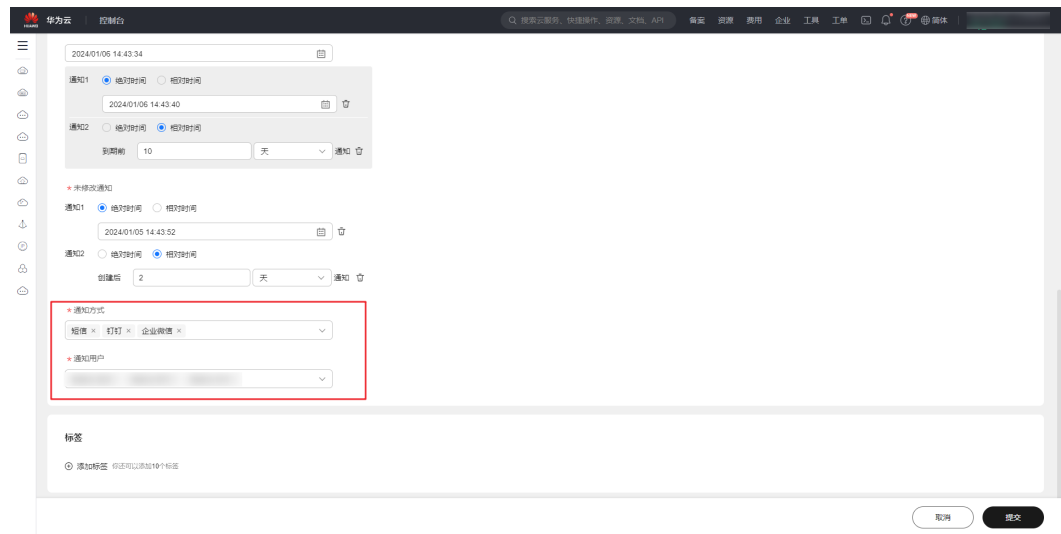 HUAWEI 华为云 控制台 搜索云服务、快捷操作、资源、文档、API 备案 资源 费用 企业 工具 工单 简体
2024/01/06 14:43:34
通知1 绝对时间 相对时间
2024/01/06 14:43:40
通知2 绝对时间 相对时间
到期前 10 天 通知
* 未修改通知
通知1 绝对时间 相对时间
2024/01/05 14:43:52
通知2 绝对时间 相对时间
创建后 2 天 通知
* 通知方式
短信 × 钉钉 × 企业微信 ×
* 通知用户
标签
添加标签 你还可以添加10个标签
取消 提交